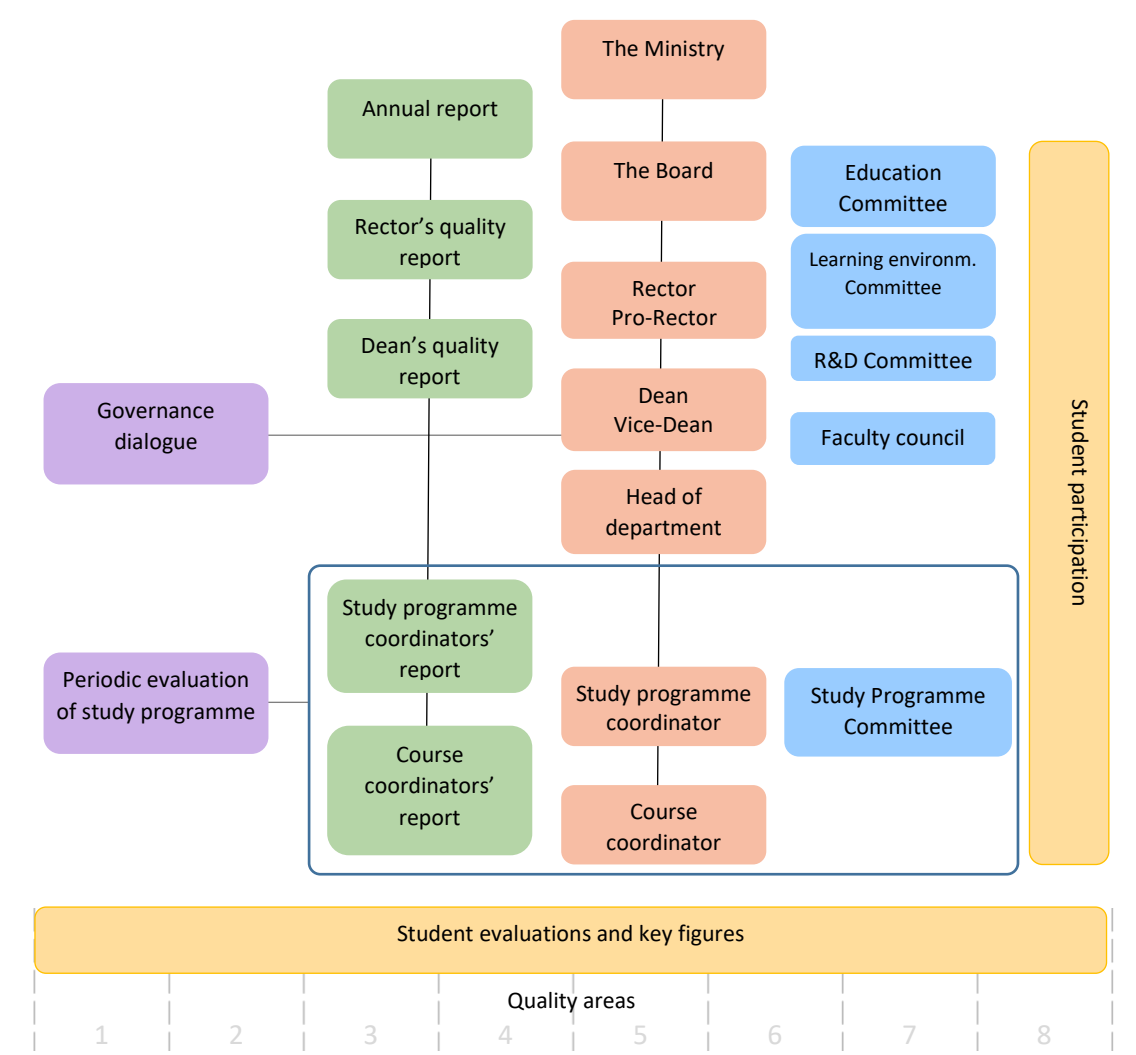 The Ministry
Annual report
The Board
Education
Committee
Rector's quality
report
Learning environm.
Committee
Rector
Pro-Rector
Dean's quality
report
R&D Committee
Governance
dialogue
Dean
Vice-Dean
Faculty council
Student participation
Head of
department
Study programme
coordinators'
report
Periodic evaluation
of study programme
Study programme
coordinator
Study Programme
Committee
Course
coordinators'
report
Course
coordinator
Student evaluations and key figures
Quality areas
1 2 3 4 5 6 7 8